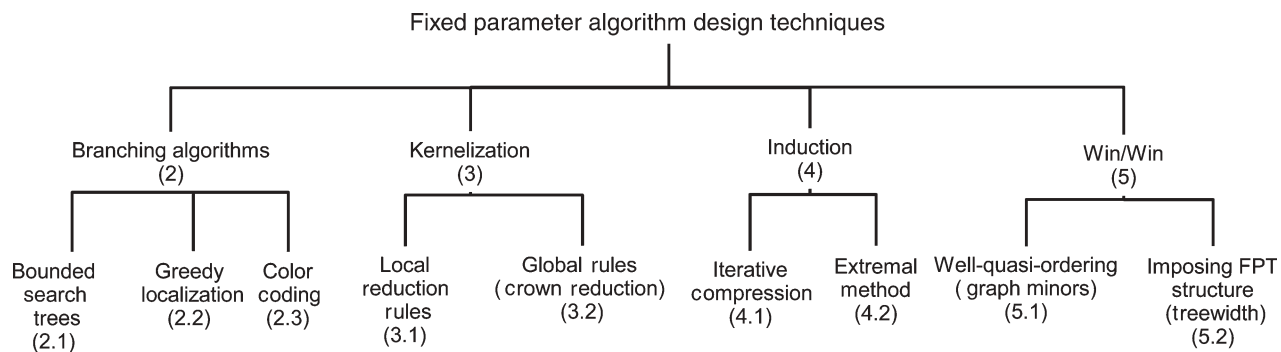 Fixed parameter algorithm design techniques
Branching algorithms
(2)
Kernelization
(3)
Induction
(4)
Win/Win
(5)
Bounded
search
trees
(2.1)
Greedy
localization
(2.2)
Color
coding
(2.3)
Local
reduction
rules
(3.1)
Global rules
( crown reduction)
(3.2)
Iterative
compression
(4.1)
Extremal
method
(4.2)
Well-quasi-ordering
( graph minors)
(5.1)
Imposing FPT
structure
(treewidth)
(5.2)